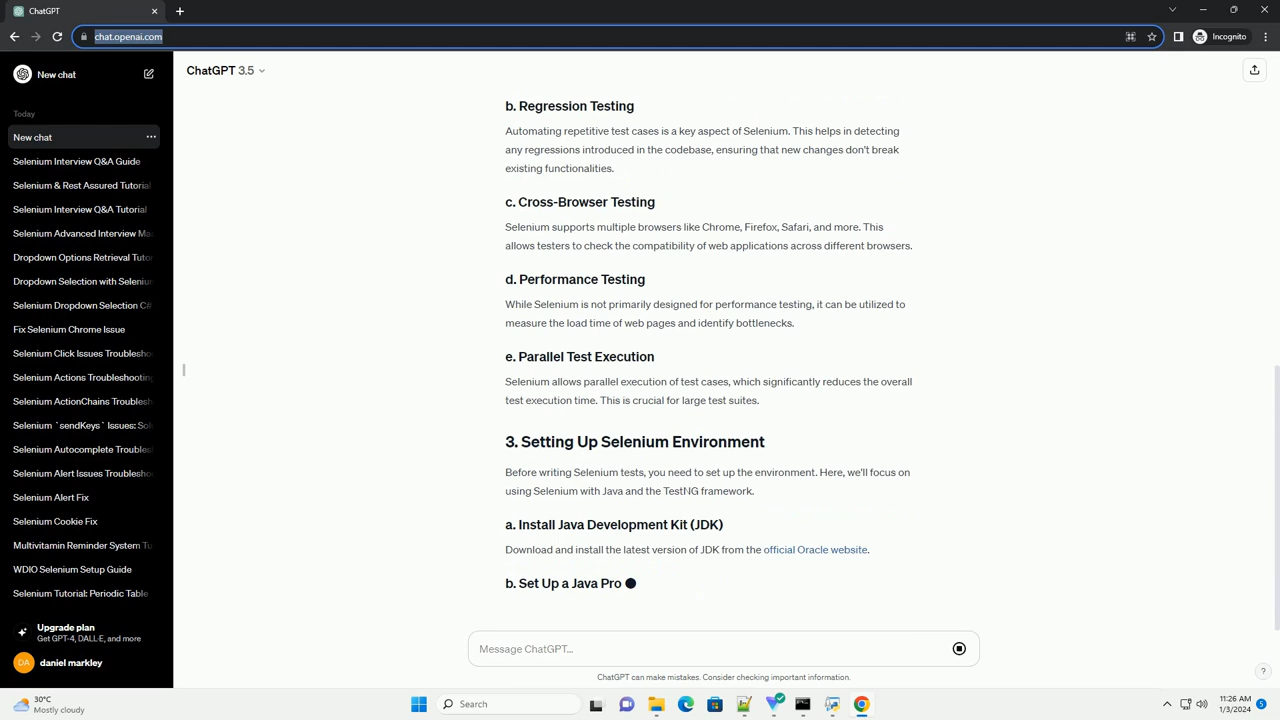 ChatGPT
chat.openai.com
Incognito
New chat
Today
New chat
Selenium Interview Q&A Guide
Selenium & Rest Assured Tutorial
Selenium Interview Q&A Tutorial
Selenium Advanced Interview Ma
Dropdown Options Retrieval Tutor
Dropdown Selection with Selenium
Selenium Dropdown Selection C#
Fix Selenium Chrome Issue
Selenium Click Issues Troublesho
Selenium Actions Troubleshooting
Selenium ActionChains Troublesh
Selenium `sendKeys` Issues: Sol
Selenium Autocomplete Troubles
Selenium Alert Issues Troublesho
Selenium Alert Fix
Selenium Cookie Fix
Multivitamin Reminder System Tu
WDIO Selenium Setup Guide
Selenium Tutorial: Periodic Table
Upgrade plan
Get GPT-4, DALL·E, and more
DA
daniel markley
ChatGPT 3.5
b. Regression Testing
Automating repetitive test cases is a key aspect of Selenium. This helps in detecting
any regressions introduced in the codebase, ensuring that new changes don't break
existing functionalities.
c. Cross-Browser Testing
Selenium supports multiple browsers like Chrome, Firefox, Safari, and more. This
allows testers to check the compatibility of web applications across different browsers.
d. Performance Testing
While Selenium is not primarily designed for performance testing, it can be utilized to
measure the load time of web pages and identify bottlenecks.
e. Parallel Test Execution
Selenium allows parallel execution of test cases, which significantly reduces the overall
test execution time. This is crucial for large test suites.
3. Setting Up Selenium Environment
Before writing Selenium tests, you need to set up the environment. Here, we'll focus on
using Selenium with Java and the TestNG framework.
a. Install Java Development Kit (JDK)
Download and install the latest version of JDK from the official Oracle website.
b. Set Up a Java Pro
Message ChatGPT...
ChatGPT can make mistakes. Consider checking important information.
?
30°C
Mostly cloudy
Search
11:26 AM
1/3/2024
5